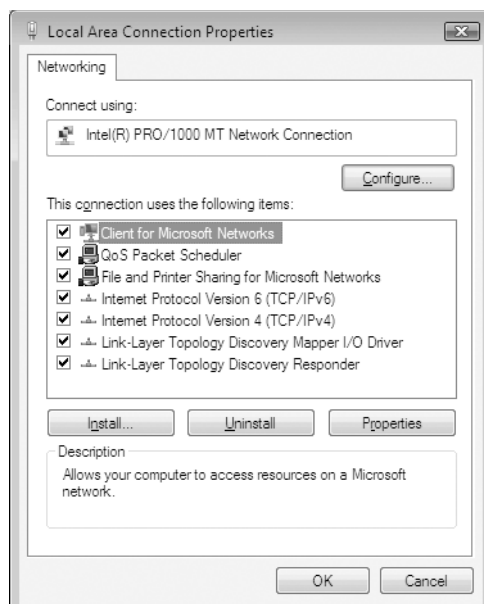 Local Area Connection Properties
Networking
Connect using:
Intel(R) PRO/1000 MT Network Connection
Configure...
This connection uses the following items:
Client for Microsoft Networks
QoS Packet Scheduler
File and Printer Sharing for Microsoft Networks
Internet Protocol Version 6 (TCP/IPv6)
Internet Protocol Version 4 (TCP/IPv4)
Link-Layer Topology Discovery Mapper I/O Driver
Link-Layer Topology Discovery Responder
Install... Uninstall Properties
Description
Allows your computer to access resources on a Microsoft
network.
OK Cancel